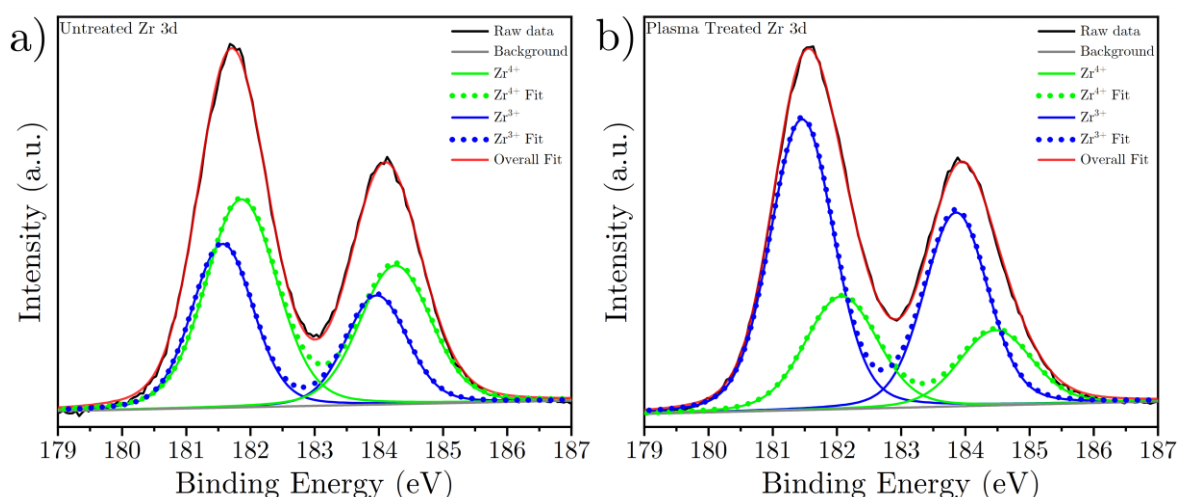 a)
Untreated Zr 3d
Raw data
Background
Zr⁴⁺
Zr⁴⁺ Fit
Zr³⁺
Zr³⁺ Fit
Overall Fit
Intensity (a.u.)
179 180 181 182 183 184 185 186 187
Binding Energy (eV)
b)
Plasma Treated Zr 3d
Raw data
Background
Zr⁴⁺
Zr⁴⁺ Fit
Zr³⁺
Zr³⁺ Fit
Overall Fit
Intensity (a.u.)
179 180 181 182 183 184 185 186 187
Binding Energy (eV)